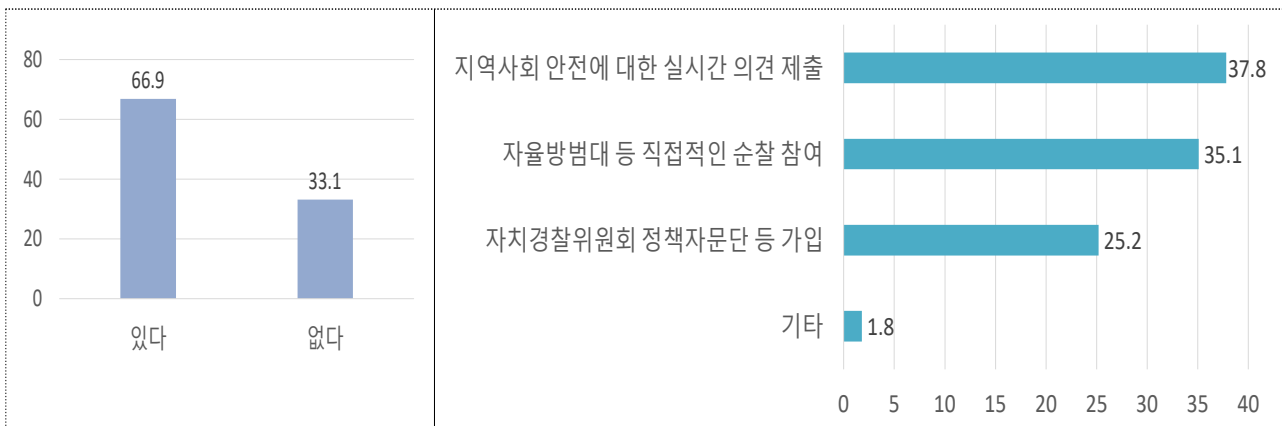 80
60
40
20
0
66.9
33.1
있다
없다
지역사회 안전에 대한 실시간 의견 제출
37.8
자율방범대 등 직접적인 순찰 참여
35.1
자치경찰위원회 정책자문단 등 가입
25.2
기타
1.8
0 5 10 15 20 25 30 35 40